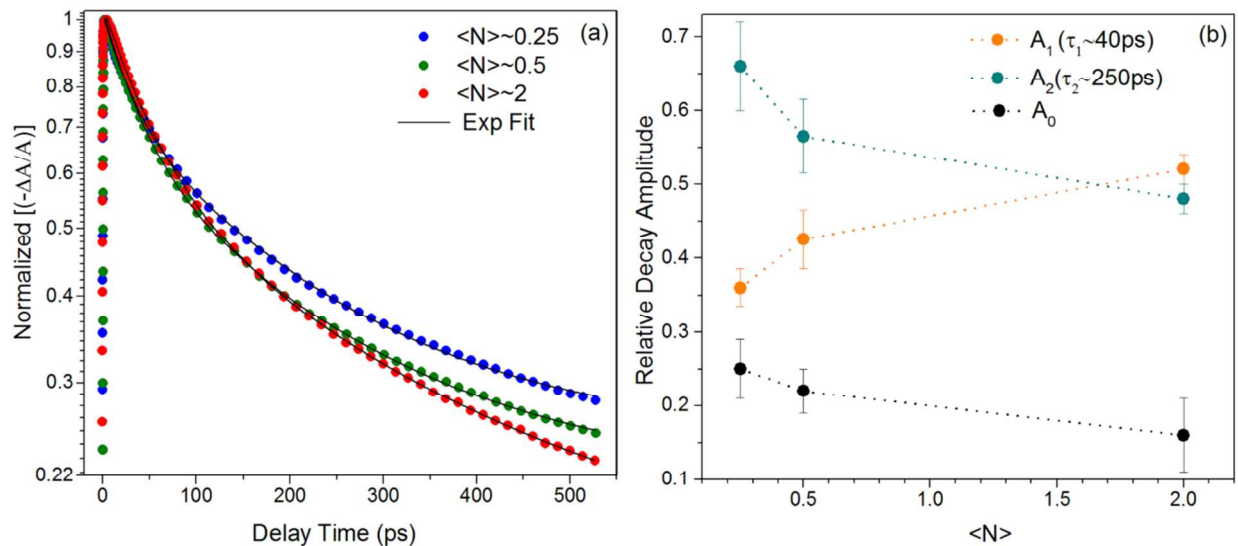 (a)
<N>~0.25
<N>~0.5
<N>~2
Exp Fit
Normalized [(-ΔA/A)]
1
0.9
0.8
0.7
0.6
0.5
0.4
0.3
0.22
0 100 200 300 400 500
Delay Time (ps)
(b)
A₁ (τ₁~40ps)
A₂(τ₂~250ps)
A₀
Relative Decay Amplitude
0.7
0.6
0.5
0.4
0.3
0.2
0.1
0.5 1.0 1.5 2.0
<N>